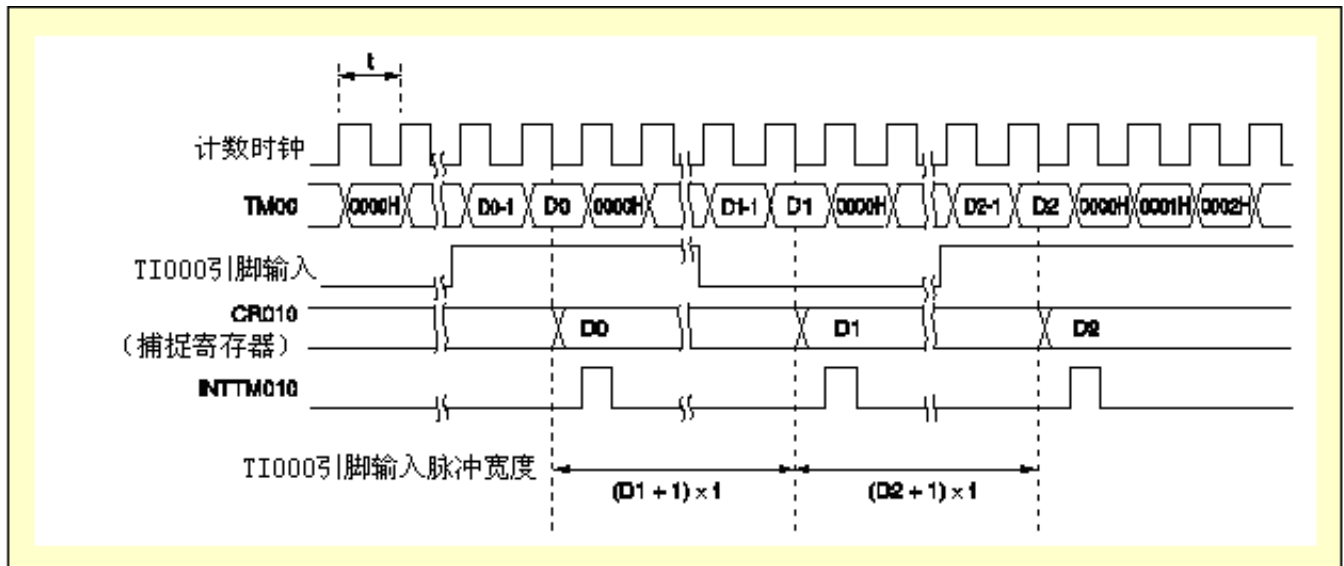 t
计数时钟
TM00 0000H D0-1 D0 0000H D1-1 D1 0000H D2-1 D2 0000H 0001H 0002H
TI000引脚输入
CR010 D0 D1 D2
(捕捉寄存器)
INTTM010
TI000引脚输入脉冲宽度
(D1 + 1) × t (D2 + 1) × t